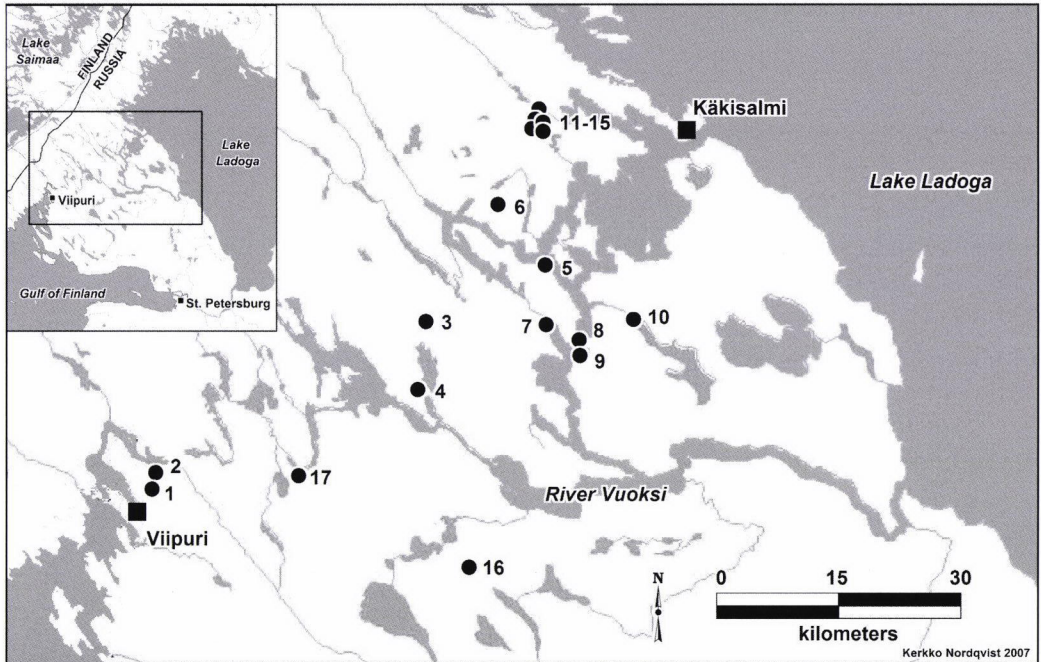 Lake
Saimaa
FINLAND
RUSSIA
Lake
Ladoga
Viipuri
Gulf of Finland
St. Petersburg
11-15
Käkisalmi
Lake Ladoga
6
5
3
7
8
10
9
4
2
17
1
River Vuoksi
Viipuri
16
N
0 15 30
kilometers
Kerkko Nordqvist 2007